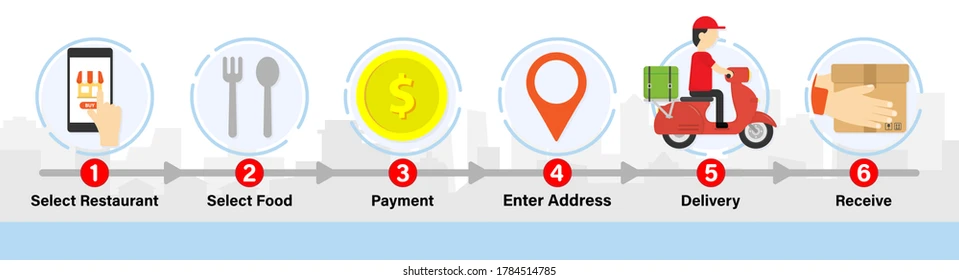 BUY
$
1 2 3 4 5 6
Select Restaurant Select Food Payment Enter Address Delivery Receive
shutterstock.com · 1784514785